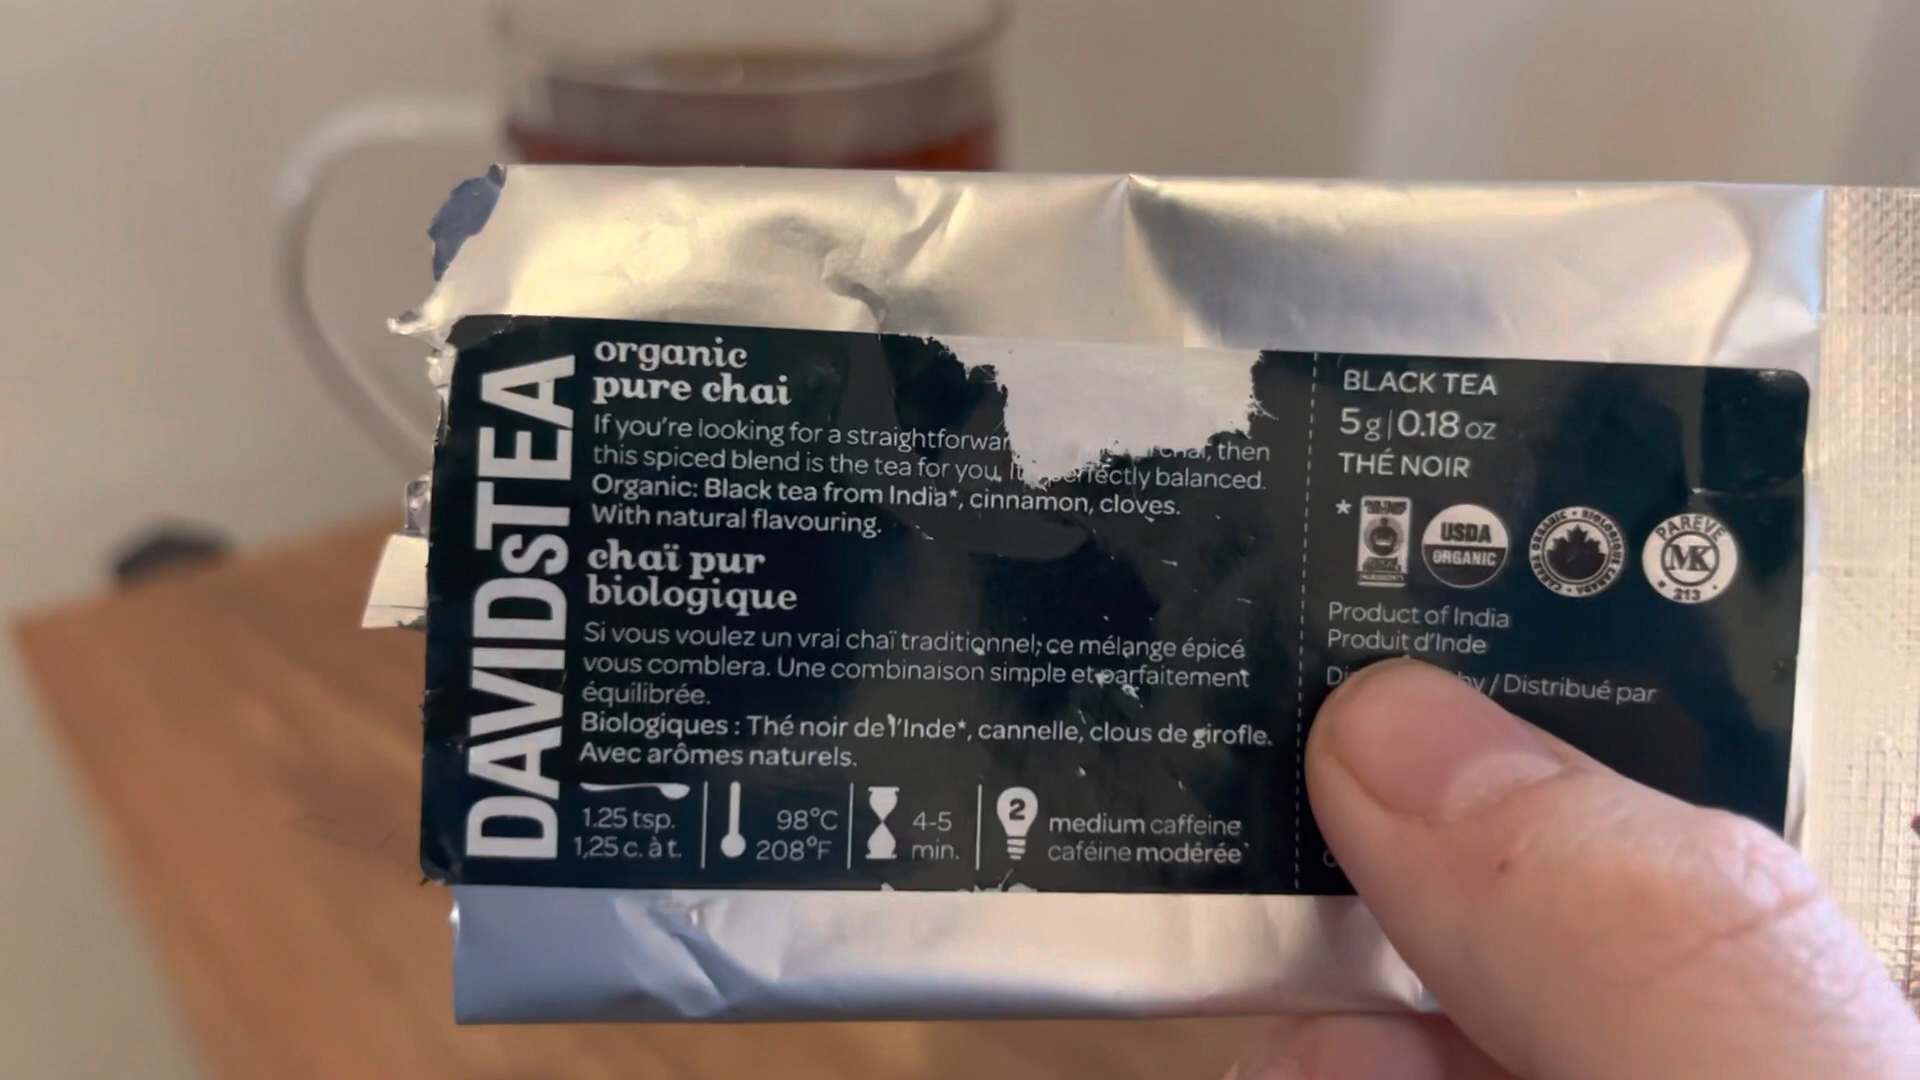 DAVIDsTEA
organic
pure chai
If you're looking for a straightforwar then
this spiced blend is the tea for you. balanced.
Organic: Black tea from India*, cinnamon, cloves.
With natural flavouring.
chaï pur
biologique
Si vous voulez un vrai chaï traditionnel, ce mélange épicé
vous comblera. Une combinaison simple et parfaitement
équilibrée.
Biologiques : Thé noir de l'Inde*, cannelle, clous de girofle.
Avec arômes naturels.
1.25 tsp.
1,25 c. à t.
98°C
208°F
4-5
min.
2
medium caffeine
caféine modérée
BLACK TEA
5 g | 0.18 oz
THÉ NOIR
*
USDA
ORGANIC
PAREVE
MK
213
Product of India
Produit d'Inde
by / Distribué par